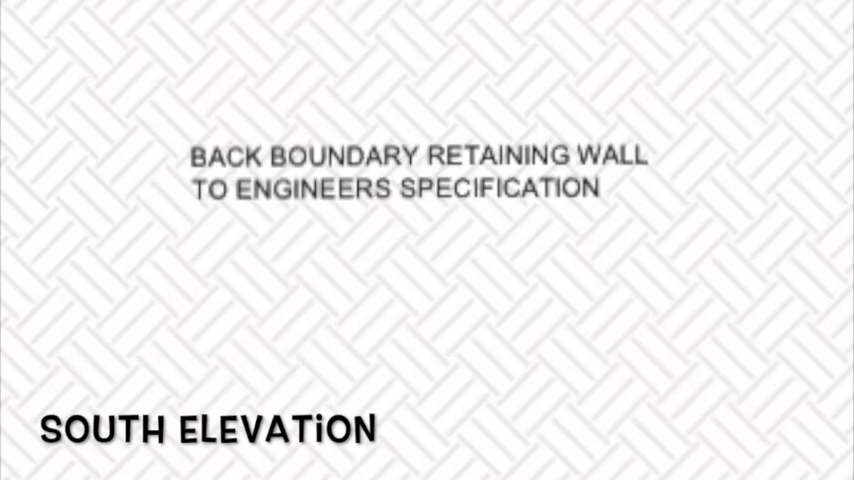 BACK BOUNDARY RETAINING WALL
TO ENGINEERS SPECIFICATION
SOUTH ELEVATiON